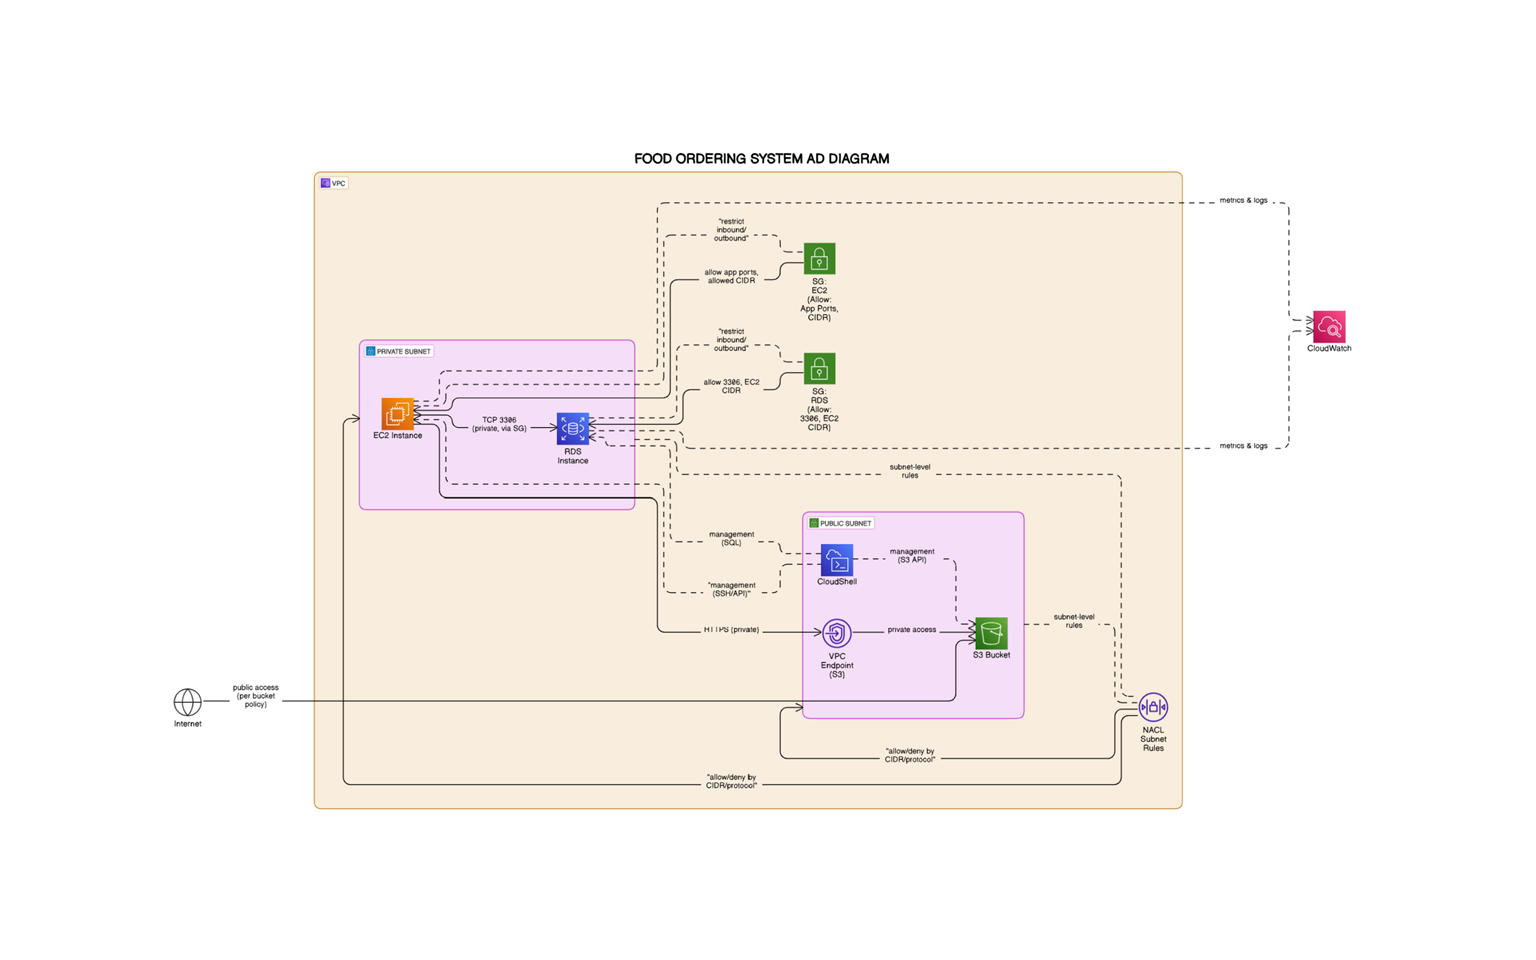 FOOD ORDERING SYSTEM AD DIAGRAM
VPC
metrics & logs
"restrict
inbound/
outbound"
allow app ports,
allowed CIDR
SG:
EC2
(Allow:
App Ports,
CIDR)
CloudWatch
"restrict
inbound/
outbound"
PRIVATE SUBNET
allow 3306, EC2
CIDR
SG:
RDS
(Allow:
3306, EC2
CIDR)
EC2 Instance
TCP 3306
(private, via SG)
RDS
Instance
metrics & logs
subnet-level
rules
PUBLIC SUBNET
management
(SQL)
management
(S3 API)
CloudShell
"management
(SSH/API)"
subnet-level
rules
HTTPS (private)
private access
VPC
Endpoint
(S3)
S3 Bucket
public access
(per bucket
policy)
Internet
NACL
Subnet
Rules
"allow/deny by
CIDR/protocol"
"allow/deny by
CIDR/protocol"